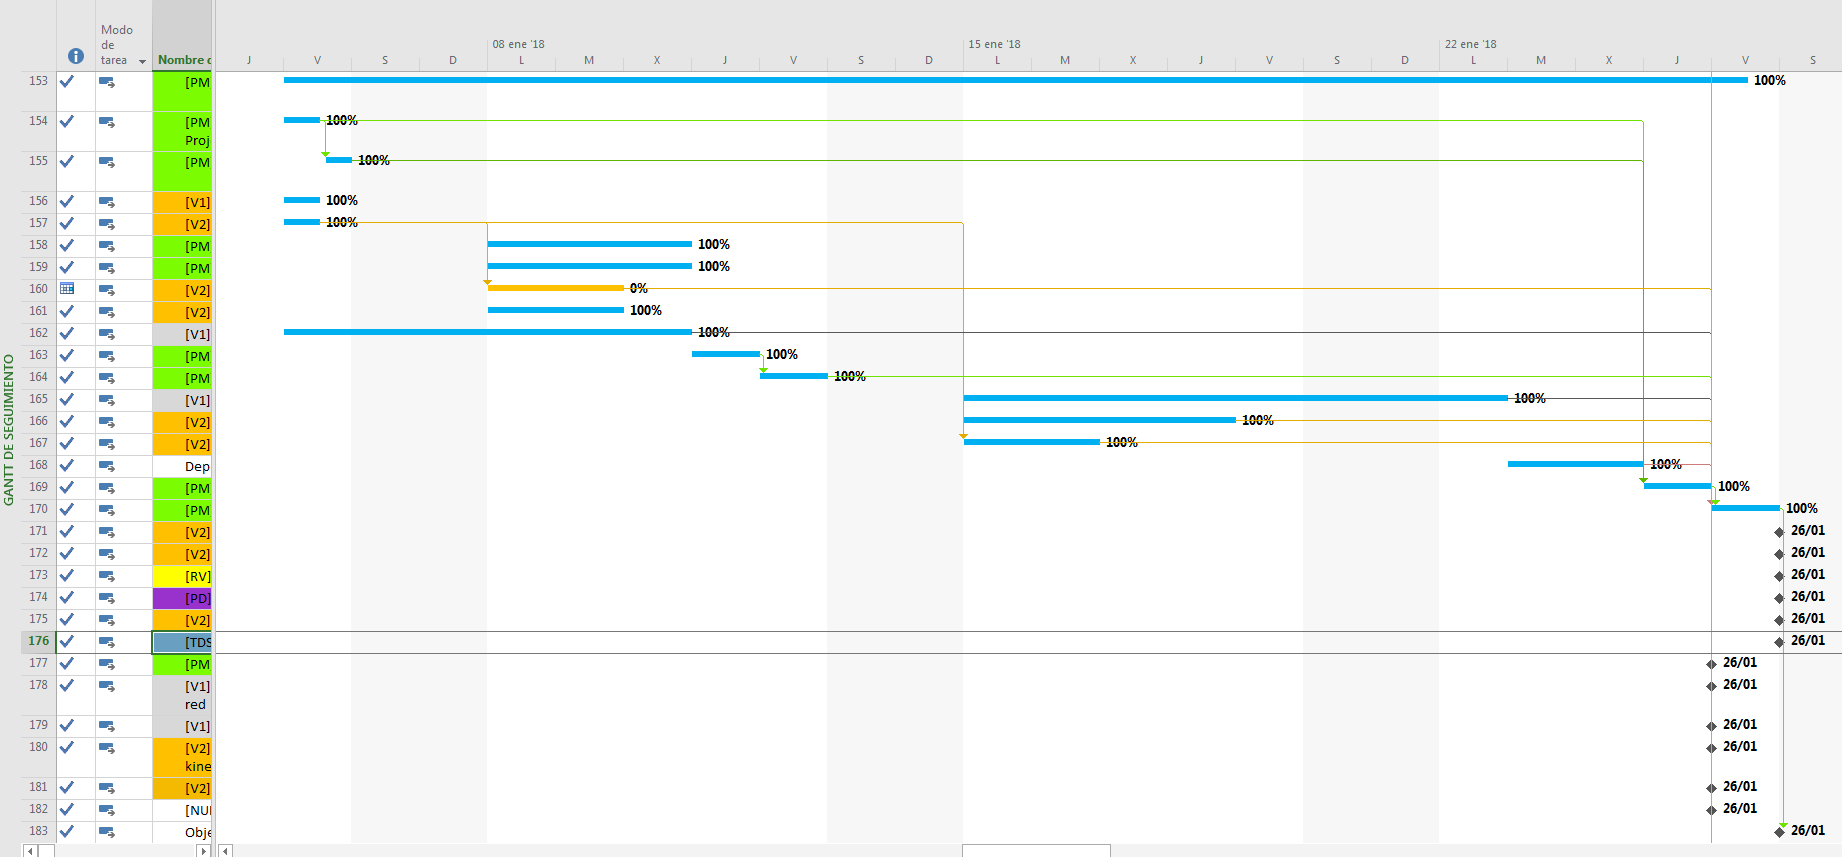 Modo
de
tarea
Nombre d
08 ene '18
15 ene '18
22 ene '18
J V S D L M X J V S D L M X J V S D L M X J V S
GANTT DE SEGUIMIENTO
153 [PM 100%
154 [PM 100%
Proj
155 [PM 100%
156 [V1] 100%
157 [V2] 100%
158 [PM 100%
159 [PM 100%
160 [V2] 0%
161 [V2] 100%
162 [V1] 100%
163 [PM 100%
164 [PM 100%
165 [V1] 100%
166 [V2] 100%
167 [V2] 100%
168 Dep 100%
169 [PM 100%
170 [PM 100%
171 [V2] 26/01
172 [V2] 26/01
173 [RV] 26/01
174 [PD] 26/01
175 [V2] 26/01
176 [TDS 26/01
177 [PM 26/01
178 [V1] 26/01
red
179 [V1] 26/01
180 [V2] 26/01
kine
181 [V2] 26/01
182 [NUI 26/01
183 Obje 26/01